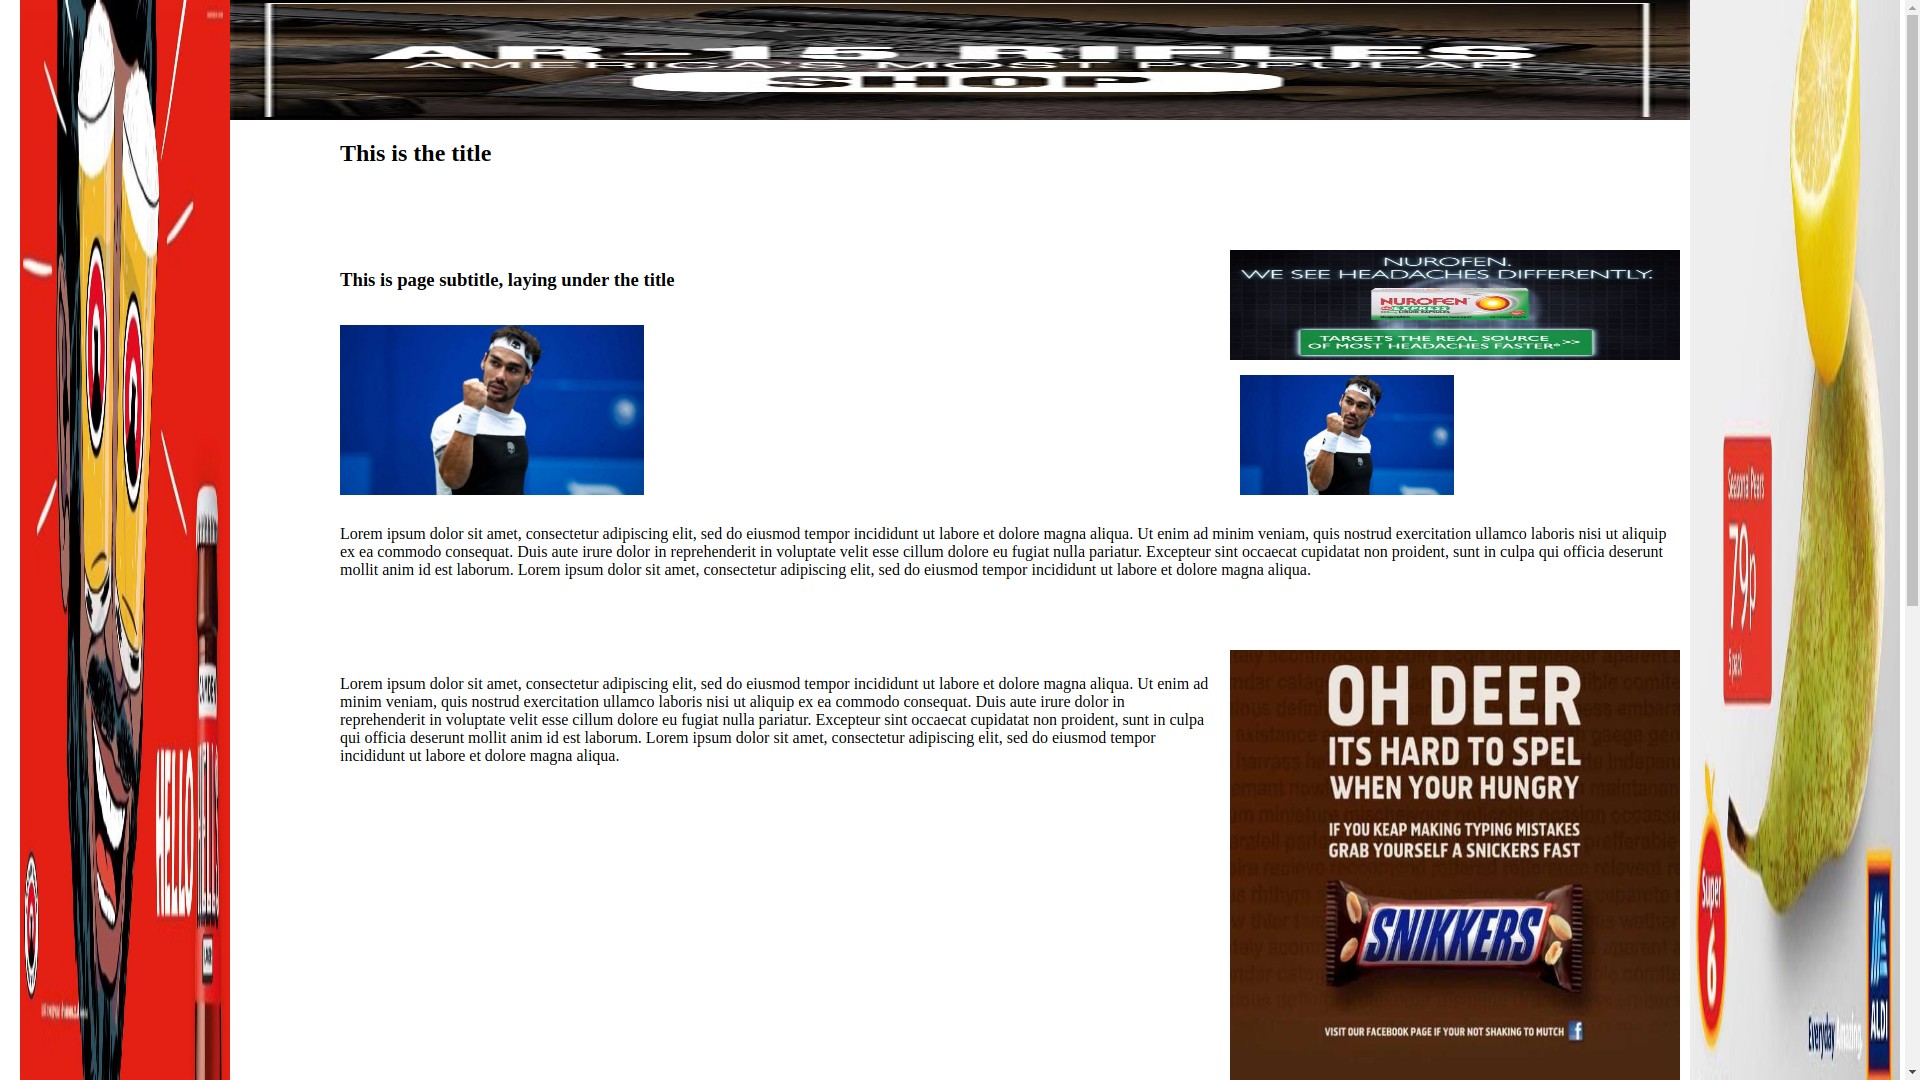 AR-15 RIFLES
AMERICA'S MOST POPULAR
SHOP
This is the title
This is page subtitle, laying under the title
NUROFEN.
WE SEE HEADACHES DIFFERENTLY.
NUROFEN
EXPRESS
TARGETS THE REAL SOURCE
OF MOST HEADACHES FASTER* >>
Lorem ipsum dolor sit amet, consectetur adipiscing elit, sed do eiusmod tempor incididunt ut labore et dolore magna aliqua. Ut enim ad minim veniam, quis nostrud exercitation ullamco laboris nisi ut aliquip
ex ea commodo consequat. Duis aute irure dolor in reprehenderit in voluptate velit esse cillum dolore eu fugiat nulla pariatur. Excepteur sint occaecat cupidatat non proident, sunt in culpa qui officia deserunt
mollit anim id est laborum. Lorem ipsum dolor sit amet, consectetur adipiscing elit, sed do eiusmod tempor incididunt ut labore et dolore magna aliqua.
Lorem ipsum dolor sit amet, consectetur adipiscing elit, sed do eiusmod tempor incididunt ut labore et dolore magna aliqua. Ut enim ad
minim veniam, quis nostrud exercitation ullamco laboris nisi ut aliquip ex ea commodo consequat. Duis aute irure dolor in
reprehenderit in voluptate velit esse cillum dolore eu fugiat nulla pariatur. Excepteur sint occaecat cupidatat non proident, sunt in culpa
qui officia deserunt mollit anim id est laborum. Lorem ipsum dolor sit amet, consectetur adipiscing elit, sed do eiusmod tempor
incididunt ut labore et dolore magna aliqua.
OH DEER
ITS HARD TO SPEL
WHEN YOUR HUNGRY
IF YOU KEAP MAKING TYPING MISTAKES
GRAB YOURSELF A SNICKERS FAST
SNIKKERS
VISIT OUR FACEBOOK PAGE IF YOUR NOT SHAKING TO MUTCH
HELLO
HELLS
Seasonal Pears
79p
Super
6
Everyday Amazing
ALDI